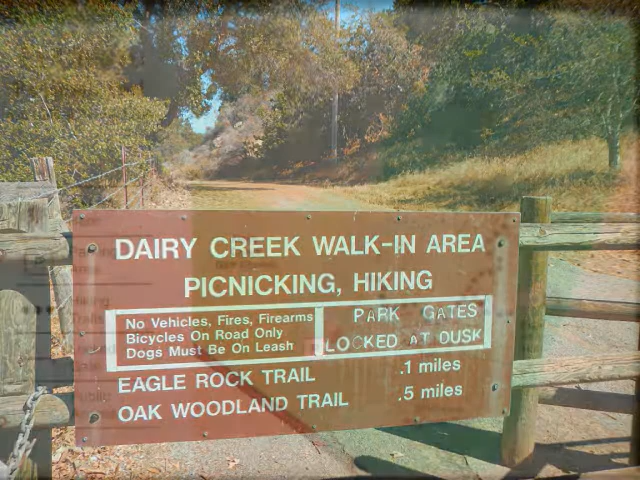 DAIRY CREEK WALK-IN AREA
PICNICKING, HIKING
No Vehicles, Fires, Firearms
Bicycles On Road Only
Dogs Must Be On Leash
PARK GATES
LOCKED AT DUSK
EAGLE ROCK TRAIL .1 miles
OAK WOODLAND TRAIL .5 miles